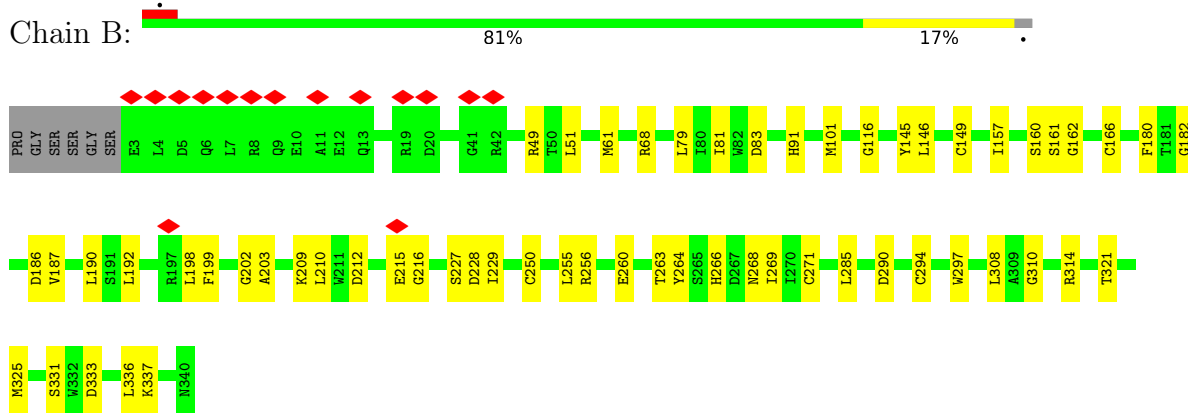 Chain B:
81% 17%
PRO GLY SER SER GLY SER E3 L4 D5 Q6 L7 R8 Q9 E10 A11 E12 Q13 R19 D20 G41 R42 R49 T50 L51 M61 R68 L79 I80 I81 W82 D83 H91 M101 G116 Y145 L146 C149 I157 S160 S161 G162 C166 F180 T181 G182
D186 V187 L190 S191 L192 R197 L198 F199 G202 A203 K209 L210 W211 D212 E215 G216 S227 D228 I229 C250 L255 R256 E260 T263 Y264 S265 H266 D267 N268 I269 I270 C271 L285 D290 C294 W297 L308 A309 G310 R314 T321
M325 S331 W332 D333 L336 K337 N340